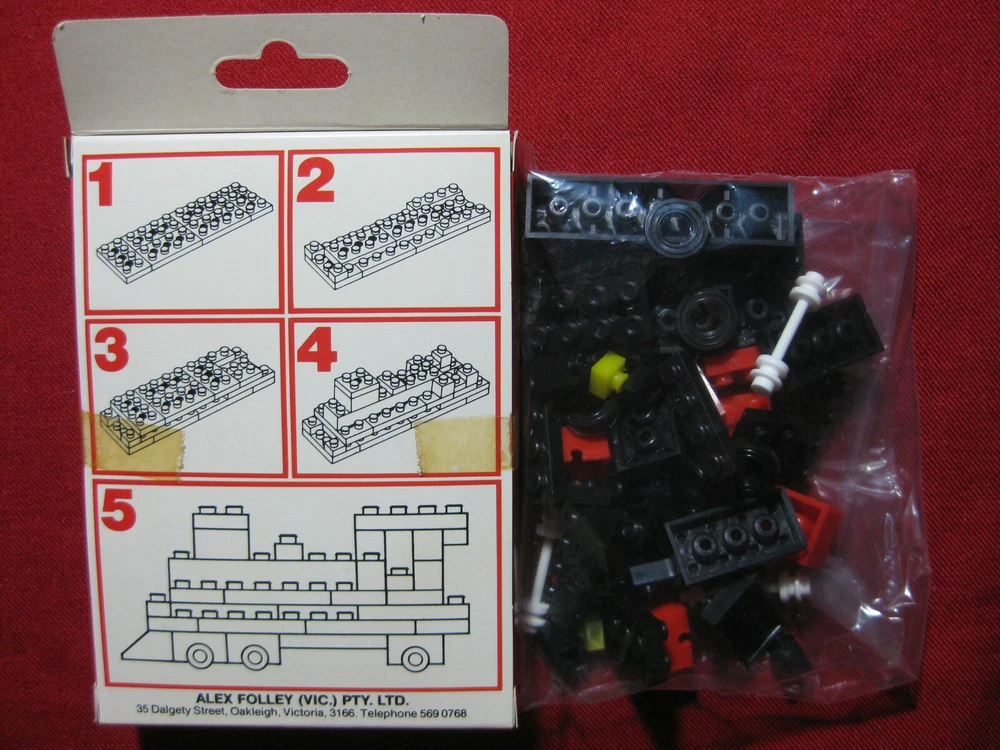 1
2
3
4
5
ALEX FOLLEY (VIC.) PTY. LTD.
35 Dalgety Street, Oakleigh, Victoria, 3166. Telephone 569 0768